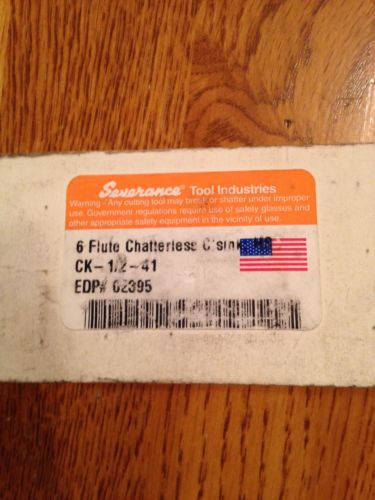 Severance® Tool Industries
Warning - Any cutting tool may break or shatter under improper
use. Government regulations require use of safety glasses and
other appropriate safety equipment in the vicinity of use.
6 Flute Chatterless C'sink
CK-1/2-41
EDP# 02395